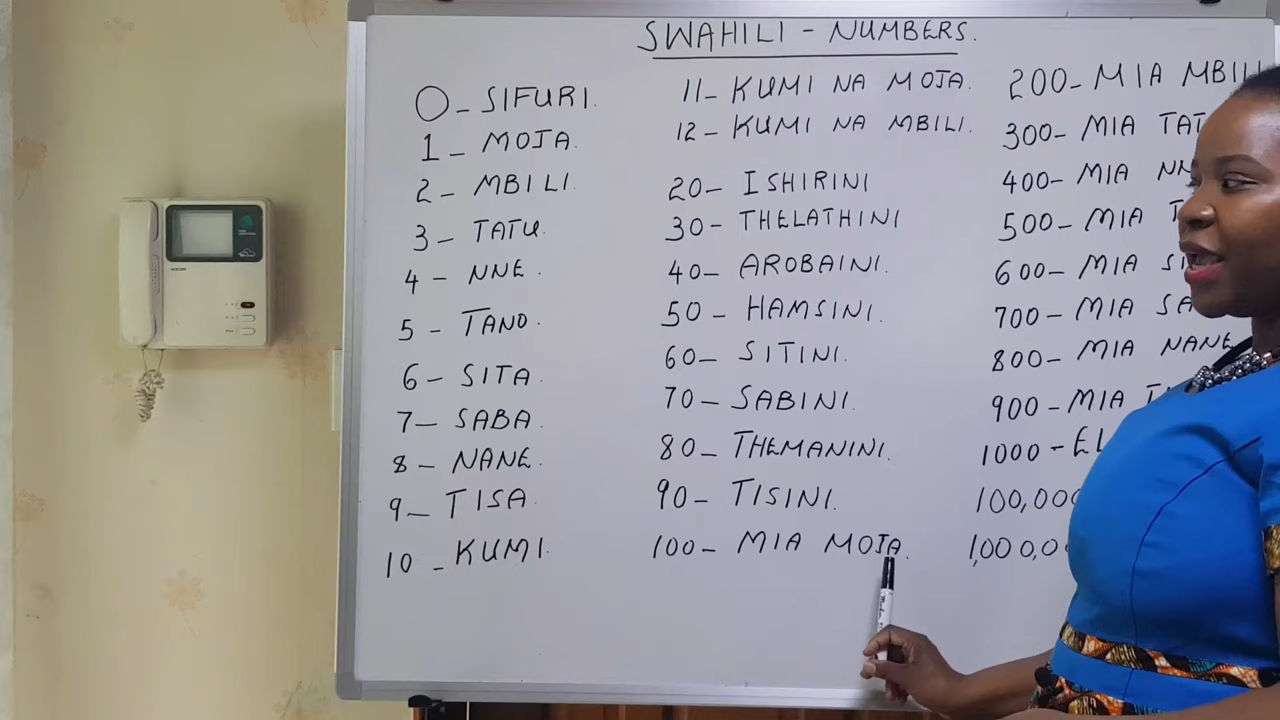 SWAHILI - NUMBERS.
0 - SIFURI.
1 - MOJA.
2 - MBILI.
3 - TATU.
4 - NNE.
5 - TANO.
6 - SITA.
7 - SABA.
8 - NANE.
9 - TISA.
10 - KUMI.
11 - KUMI NA MOJA.
12 - KUMI NA MBILI.
20 - ISHIRINI
30 - THELATHINI
40 - AROBAINI.
50 - HAMSINI.
60 - SITINI.
70 - SABINI.
80 - THEMANINI.
90 - TISINI.
100 - MIA MOJA.
200 - MIA MBILI
300 - MIA
400 - MIA
500 - MIA
600 - MIA
700 - MIA
800 - MIA NANE
900 - MIA
1000 -